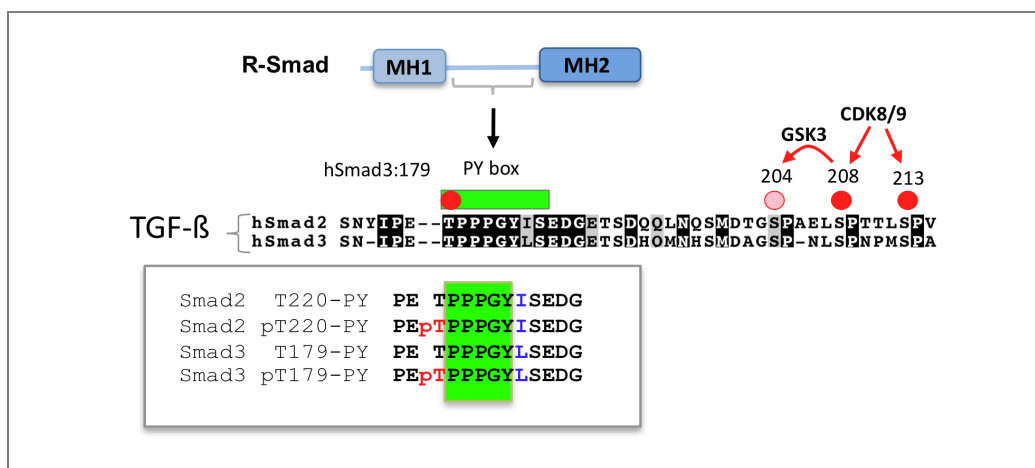 R-Smad MH1 MH2
CDK8/9
GSK3
hSmad3:179 PY box 204 208 213
TGF-ß
hSmad2 SNYIPE--TPPPGYISEDGETSDQQLNQSMDTGSPAELSPTTLSPV
hSmad3 SN-IPE--TPPPGYLSEDGETSDHQMNHSMDAGSP-NLSPNPMSPA
Smad2 T220-PY PE TPPPGYISEDG
Smad2 pT220-PY PEpTPPPGYISEDG
Smad3 T179-PY PE TPPPGYLSEDG
Smad3 pT179-PY PEpTPPPGYLSEDG